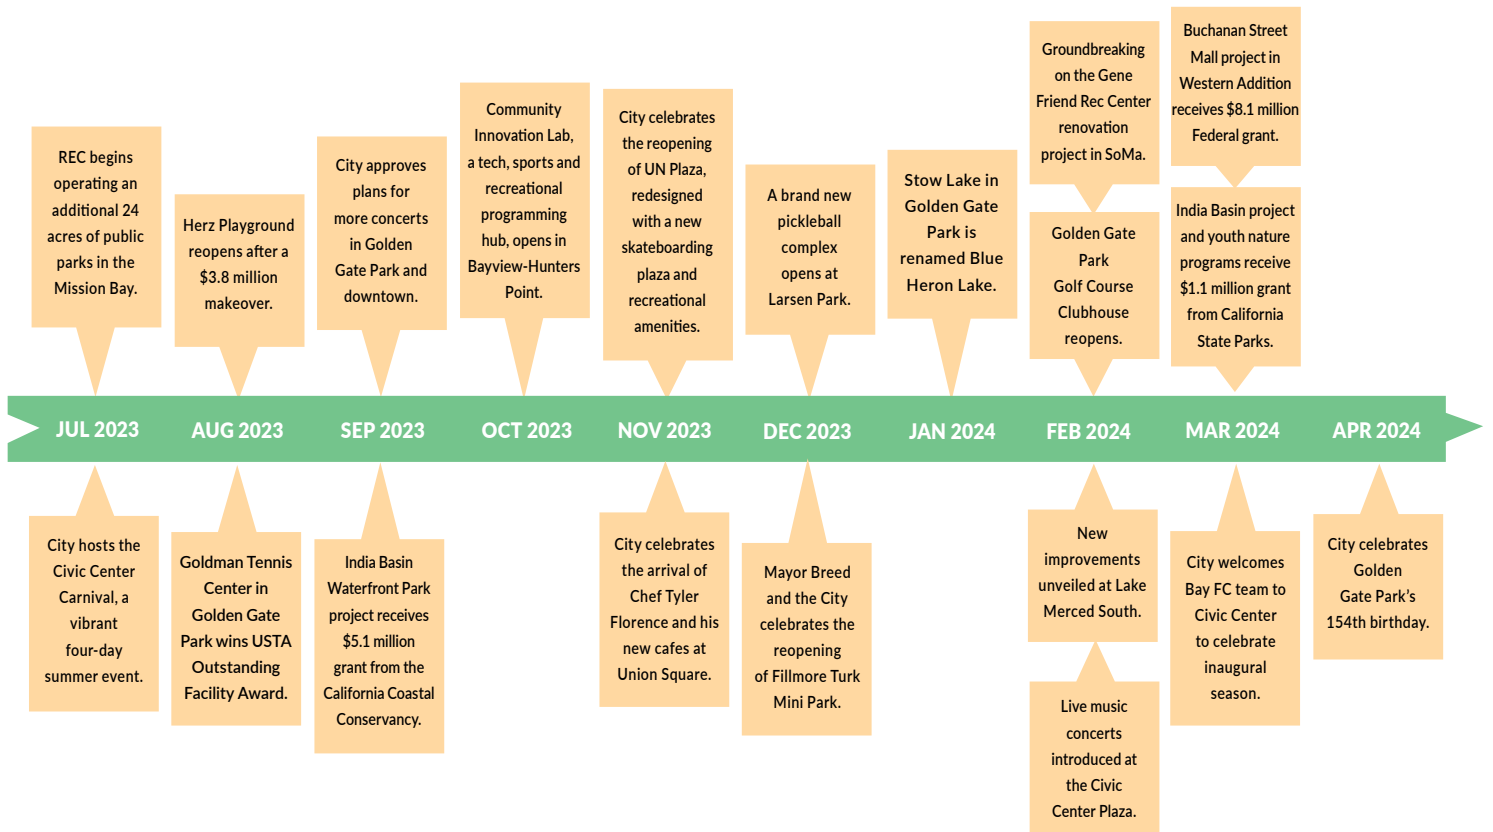 REC begins
operating an
additional 24
acres of public
parks in the
Mission Bay.
Herz Playground
reopens after a
$3.8 million
makeover.
City approves
plans for
more concerts
in Golden
Gate Park and
downtown.
Community
Innovation Lab,
a tech, sports and
recreational
programming
hub, opens in
Bayview-Hunters
Point.
City celebrates
the reopening
of UN Plaza,
redesigned
with a new
skateboarding
plaza and
recreational
amenities.
A brand new
pickleball
complex
opens at
Larsen Park.
Stow Lake in
Golden Gate
Park is
renamed Blue
Heron Lake.
Groundbreaking
on the Gene
Friend Rec Center
renovation
project in SoMa.
Golden Gate
Park
Golf Course
Clubhouse
reopens.
Buchanan Street
Mall project in
Western Addition
receives $8.1 million
Federal grant.
India Basin project
and youth nature
programs receive
$1.1 million grant
from California
State Parks.
JUL 2023
AUG 2023
SEP 2023
OCT 2023
NOV 2023
DEC 2023
JAN 2024
FEB 2024
MAR 2024
APR 2024
City hosts the
Civic Center
Carnival, a
vibrant
four-day
summer event.
Goldman Tennis
Center in
Golden Gate
Park wins USTA
Outstanding
Facility Award.
India Basin
Waterfront Park
project receives
$5.1 million
grant from the
California Coastal
Conservancy.
City celebrates
the arrival of
Chef Tyler
Florence and his
new cafes at
Union Square.
Mayor Breed
and the City
celebrates the
reopening
of Fillmore Turk
Mini Park.
New
improvements
unveiled at Lake
Merced South.
Live music
concerts
introduced at
the Civic
Center Plaza.
City welcomes
Bay FC team to
Civic Center
to celebrate
inaugural
season.
City celebrates
Golden
Gate Park's
154th birthday.